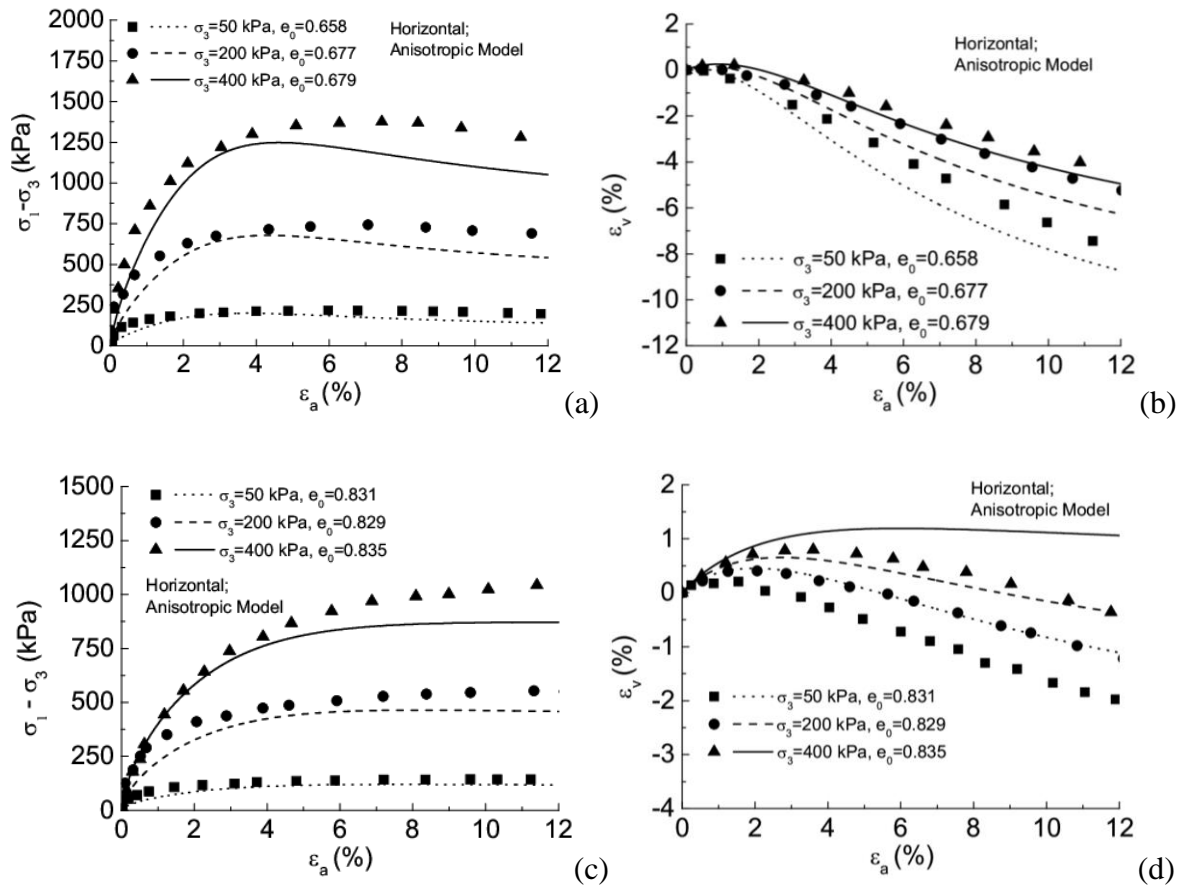 2000
1750
1500
1250
1000
750
500
250
0
σ₁-σ₃ (kPa)
σ₃=50 kPa, e₀=0.658
σ₃=200 kPa, e₀=0.677
σ₃=400 kPa, e₀=0.679
Horizontal;
Anisotropic Model
0 2 4 6 8 10 12
εₐ (%)
(a)
2
0
-2
-4
-6
-8
-10
-12
εᵥ (%)
Horizontal;
Anisotropic Model
σ₃=50 kPa, e₀=0.658
σ₃=200 kPa, e₀=0.677
σ₃=400 kPa, e₀=0.679
0 2 4 6 8 10 12
εₐ (%)
(b)
1500
1250
1000
750
500
250
0
σ₁ - σ₃ (kPa)
σ₃=50 kPa, e₀=0.831
σ₃=200 kPa, e₀=0.829
σ₃=400 kPa, e₀=0.835
Horizontal;
Anisotropic Model
0 2 4 6 8 10 12
εₐ (%)
(c)
2
1
0
-1
-2
-3
-4
εᵥ (%)
Horizontal;
Anisotropic Model
σ₃=50 kPa, e₀=0.831
σ₃=200 kPa, e₀=0.829
σ₃=400 kPa, e₀=0.835
0 2 4 6 8 10 12
εₐ (%)
(d)